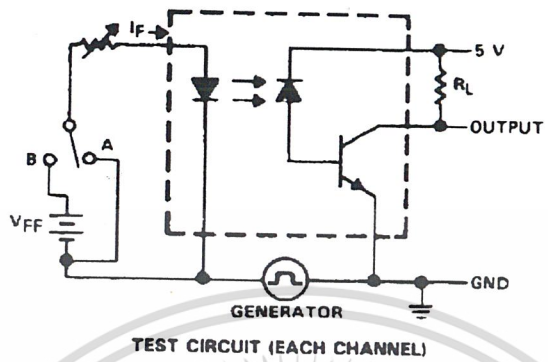 IF
5 V
RL
OUTPUT
A
B
VFF
GND
GENERATOR
TEST CIRCUIT (EACH CHANNEL)